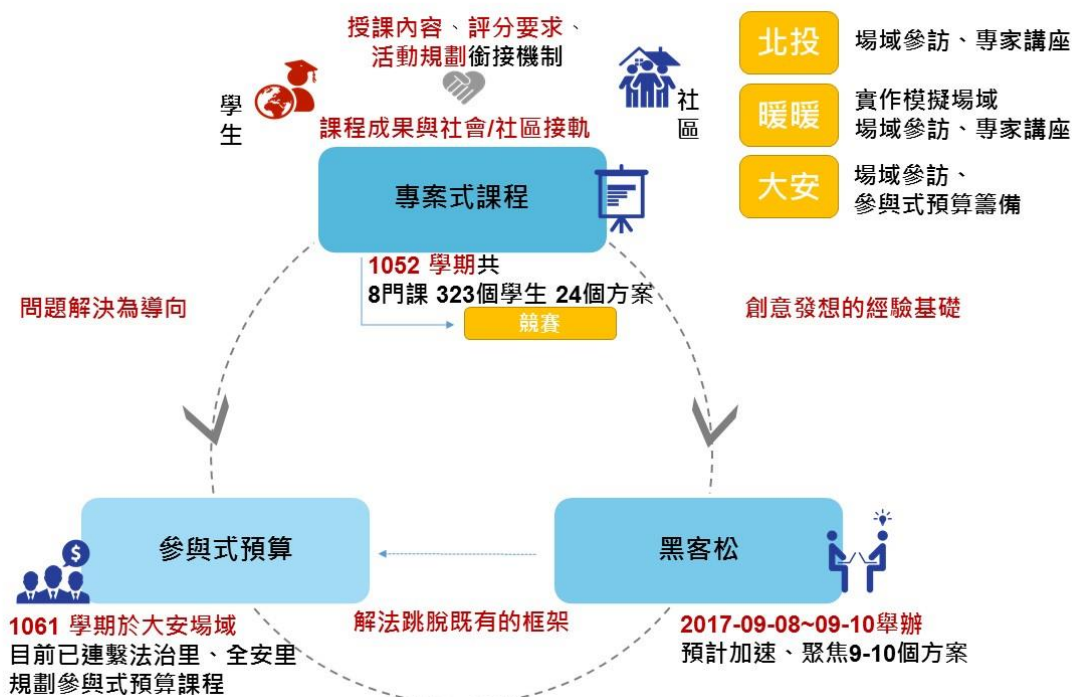 授課內容、評分要求、
活動規劃銜接機制
學生
社區
課程成果與社會/社區接軌
北投
場域參訪、專家講座
暖暖
實作模擬場域
場域參訪、專家講座
大安
場域參訪、
參與式預算籌備
專案式課程
1052 學期共
8門課 323個學生 24個方案
競賽
問題解決為導向
創意發想的經驗基礎
參與式預算
黑客松
$
1061 學期於大安場域
目前已連繫法治里、全安里
規劃參與式預算課程
解法跳脫既有的框架
2017-09-08~09-10舉辦
預計加速、聚焦9-10個方案